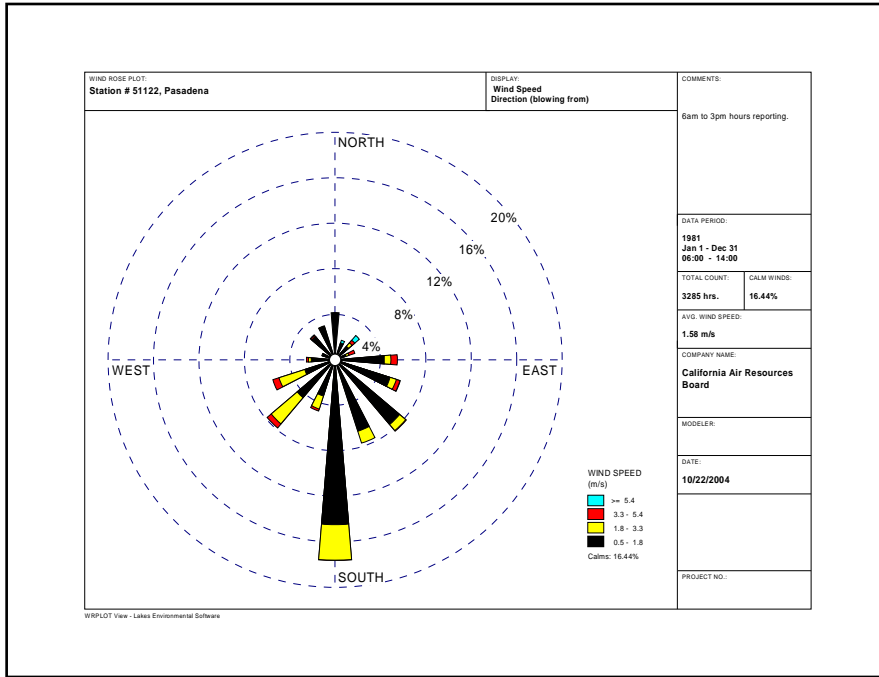 WIND ROSE PLOT:
Station # 51122, Pasadena
DISPLAY:
Wind Speed
Direction (blowing from)
COMMENTS:
6am to 3pm hours reporting.
NORTH
20%
16%
12%
8%
4%
WEST
EAST
SOUTH
WIND SPEED
(m/s)
>= 5.4
3.3 - 5.4
1.8 - 3.3
0.5 - 1.8
Calms: 16.44%
DATA PERIOD:
1981
Jan 1 - Dec 31
06:00 - 14:00
TOTAL COUNT:
3285 hrs.
CALM WINDS:
16.44%
AVG. WIND SPEED:
1.58 m/s
COMPANY NAME:
California Air Resources
Board
MODELER:
DATE:
10/22/2004
PROJECT NO.:
WRPLOT View - Lakes Environmental Software